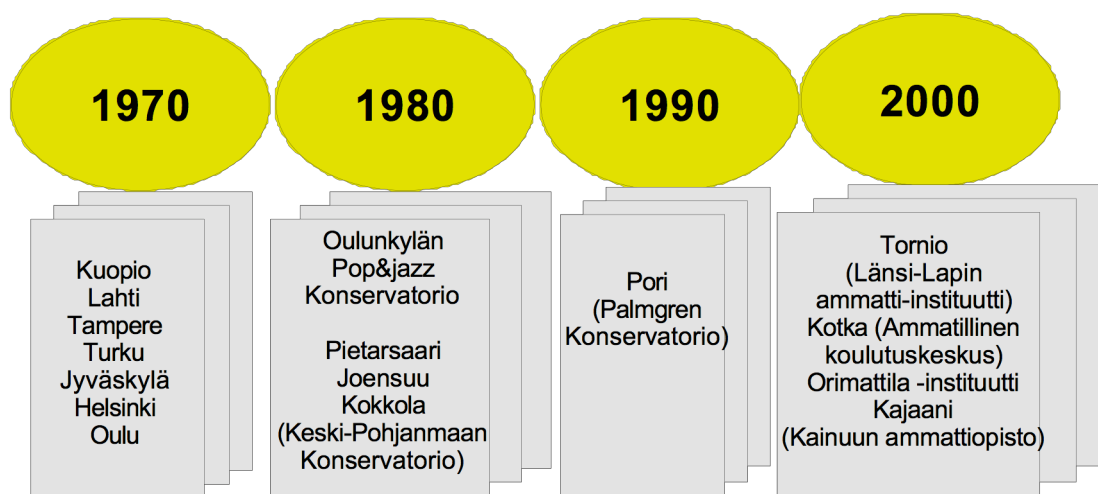 1970
Kuopio
Lahti
Tampere
Turku
Jyväskylä
Helsinki
Oulu
1980
Oulunkylän
Pop&jazz
Konservatorio
Pietarsaari
Joensuu
Kokkola
(Keski-Pohjanmaan
Konservatorio)
1990
Pori
(Palmgren
Konservatorio)
2000
Tornio
(Länsi-Lapin
ammatti-instituutti)
Kotka (Ammatillinen
koulutuskeskus)
Orimattila -instituutti
Kajaani
(Kainuun ammattiopisto)